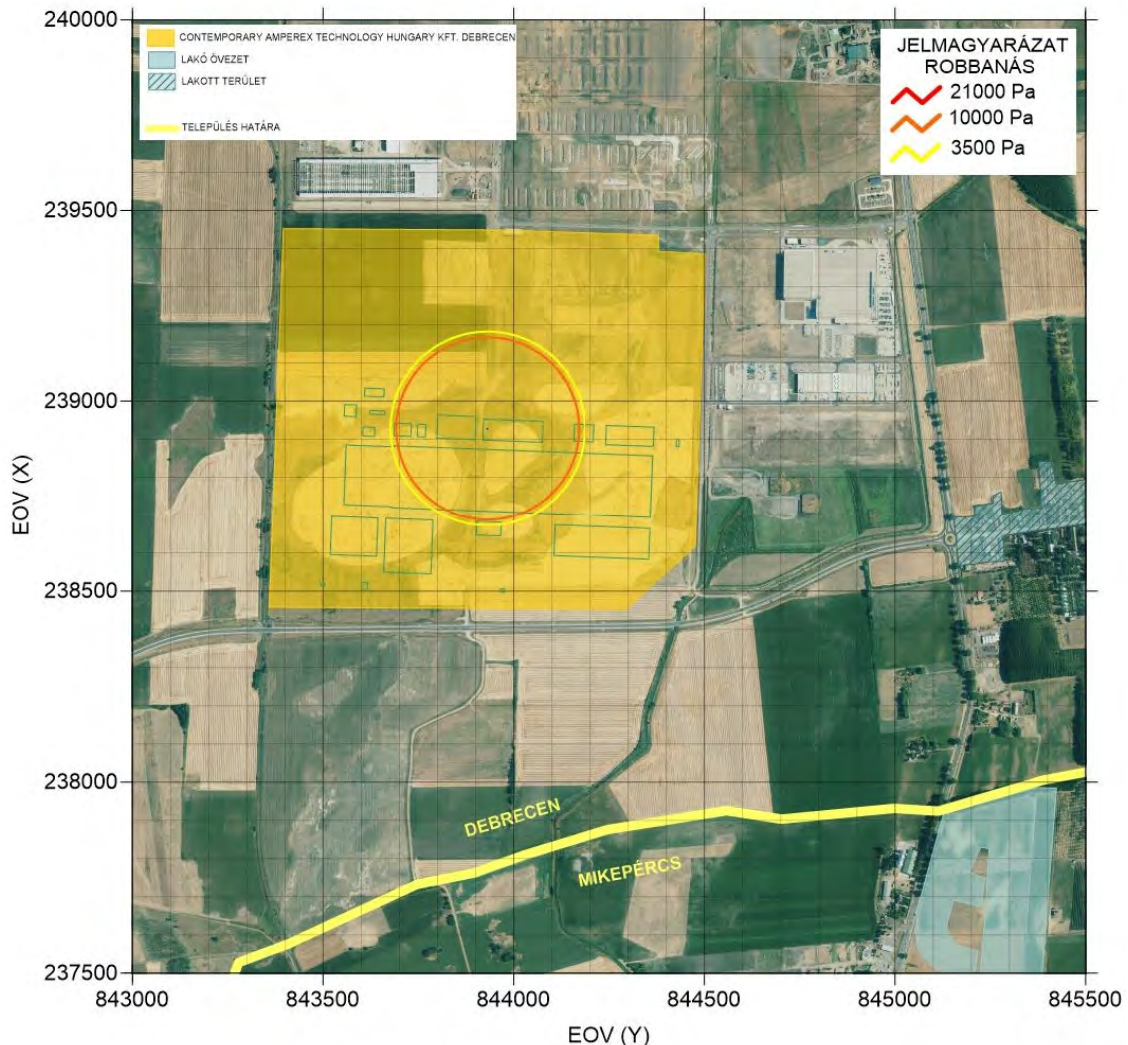 240000
239500
239000
238500
238000
237500
EOV (X)
843000
843500
844000
844500
845000
845500
EOV (Y)
CONTEMPORARY AMPEREX TECHNOLOGY HUNGARY KFT. DEBRECEN
LAKÓ ÖVEZET
LAKOTT TERÜLET
TELEPÜLÉS HATÁRA
JELMAGYARÁZAT
ROBBANÁS
21000 Pa
10000 Pa
3500 Pa
DEBRECEN
MIKEPÉRCS